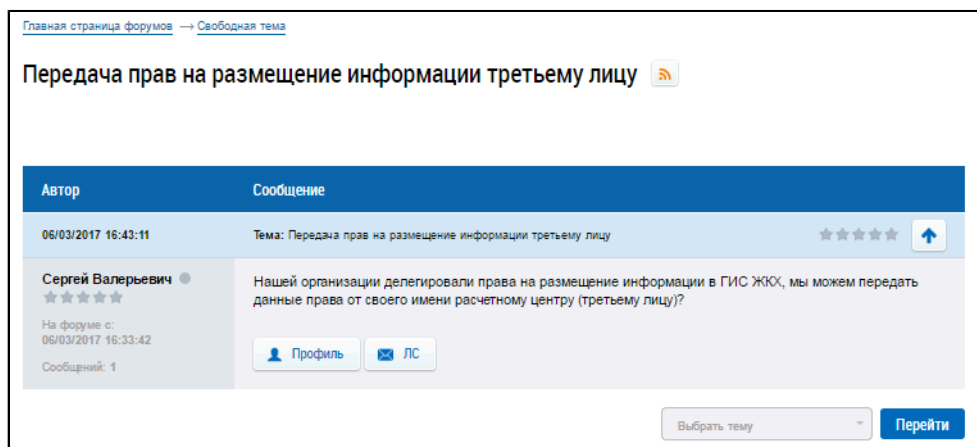 Главная страница форумов → Свободная тема
Передача прав на размещение информации третьему лицу
Автор Сообщение
06/03/2017 16:43:11 Тема: Передача прав на размещение информации третьему лицу
Сергей Валерьевич
На форуме с:
06/03/2017 16:33:42
Сообщений: 1
Нашей организации делегировали права на размещение информации в ГИС ЖКХ, мы можем передать
данные права от своего имени расчетному центру (третьему лицу)?
Профиль ЛС
Выбрать тему Перейти